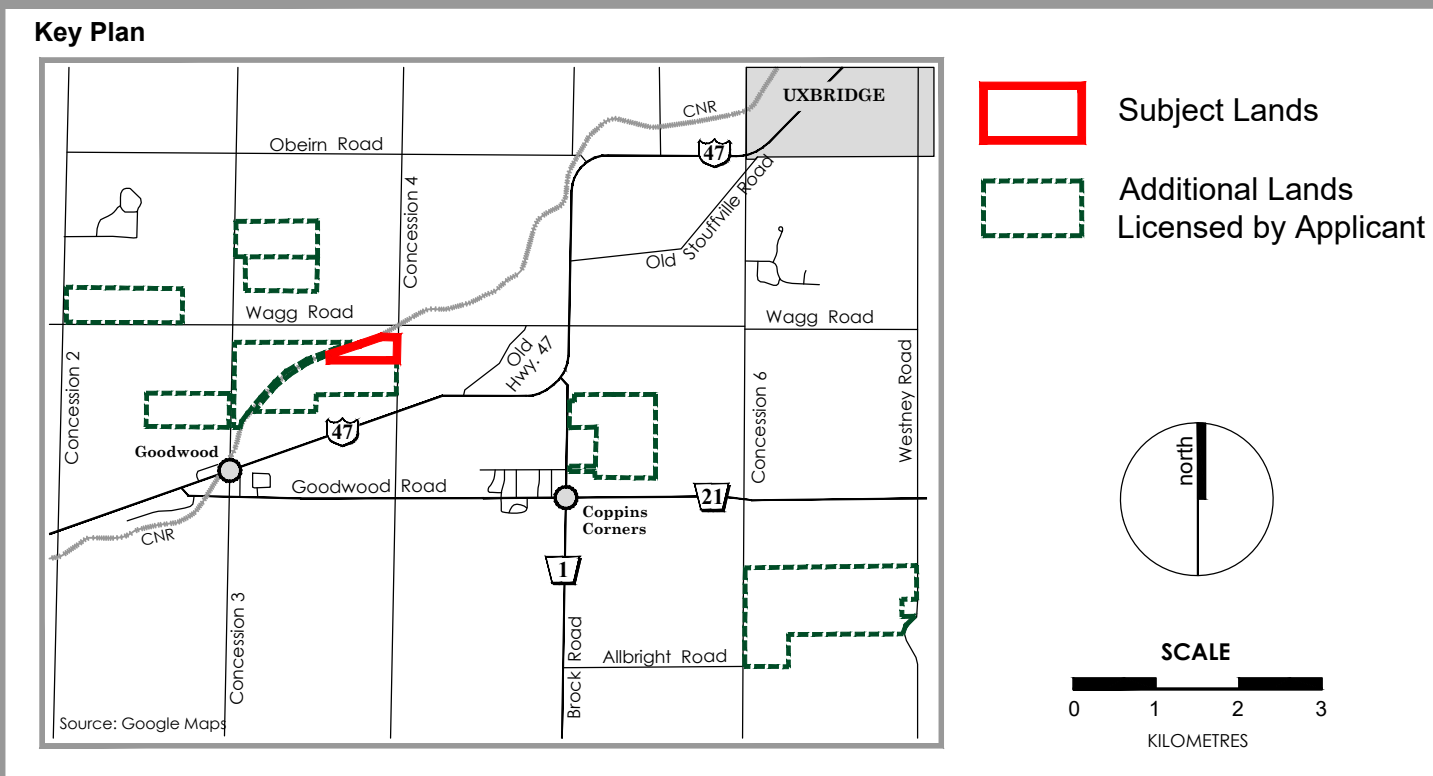 Key Plan
UXBRIDGE
CNR
47
Obeirn Road
Concession 4
Old Stouffville Road
Wagg Road
Wagg Road
Old
Hwy. 47
Concession 2
Concession 6
Westney Road
47
Goodwood
Goodwood Road
21
Coppins
Corners
CNR
1
Concession 3
Brock Road
Allbright Road
Source: Google Maps
Subject Lands
Additional Lands
Licensed by Applicant
north
SCALE
0 1 2 3
KILOMETRES